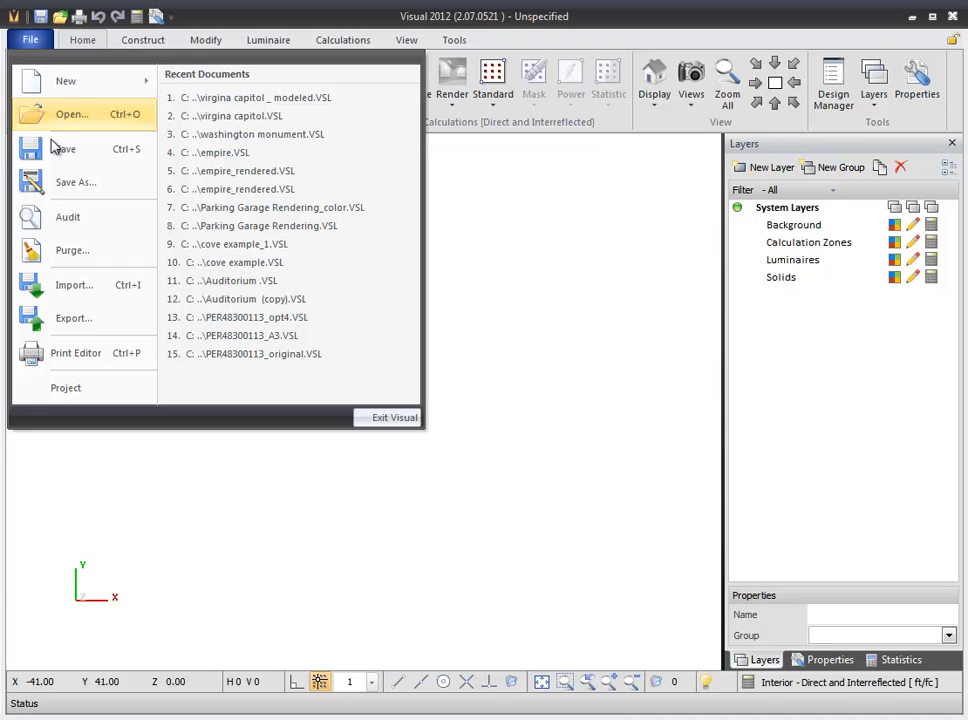 Visual 2012 (2.07.0521 ) - Unspecified
File Home Construct Modify Luminaire Calculations View Tools
New
Open... Ctrl+O
Ctrl+S
Save As...
Audit
Purge...
Import... Ctrl+I
Export...
Print Editor Ctrl+P
Project
Recent Documents
1. C: ..\virgina capitol _ modeled.VSL
2. C: ..\virgina capitol.VSL
3. C: ..\washington monument.VSL
4. C: ..\empire.VSL
5. C: ..\empire_rendered.VSL
6. C: ..\empire_rendered.VSL
7. C: ..\Parking Garage Rendering_color.VSL
8. C: ..\Parking Garage Rendering.VSL
9. C: ..\cove example_1.VSL
10. C: ..\cove example.VSL
11. C: ..\Auditorium .VSL
12. C: ..\Auditorium (copy).VSL
13. C: ..\PER48300113_opt4.VSL
14. C: ..\PER48300113_A3.VSL
15. C: ..\PER48300113_original.VSL
Exit Visual
Render Standard Mask Power Statistic
Calculations (Direct and Interreflected)
Display Views Zoom All
View
Design Manager Layers Properties
Tools
Layers
New Layer New Group
Filter - All
System Layers
Background
Calculation Zones
Luminaires
Solids
Properties
Name
Group
Layers Properties Statistics
Y
Z X
X -41.00 Y 41.00 Z 0.00 H 0 V 0 1 0 Interior - Direct and Interreflected [ ft/fc ]
Status